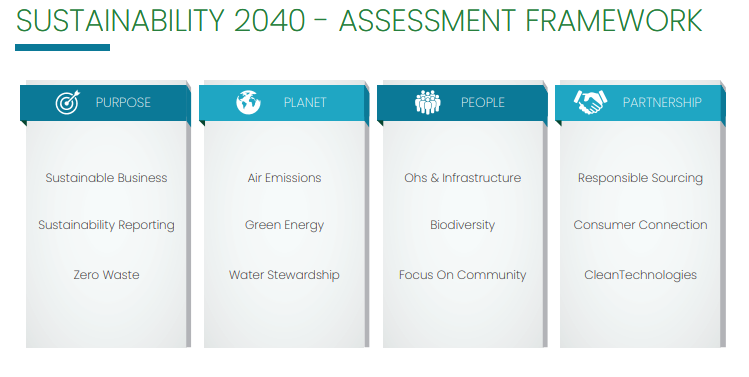 SUSTAINABILITY 2040 - ASSESSMENT FRAMEWORK
PURPOSE
Sustainable Business
Sustainability Reporting
Zero Waste
PLANET
Air Emissions
Green Energy
Water Stewardship
PEOPLE
Ohs & Infrastructure
Biodiversity
Focus On Community
PARTNERSHIP
Responsible Sourcing
Consumer Connection
CleanTechnologies